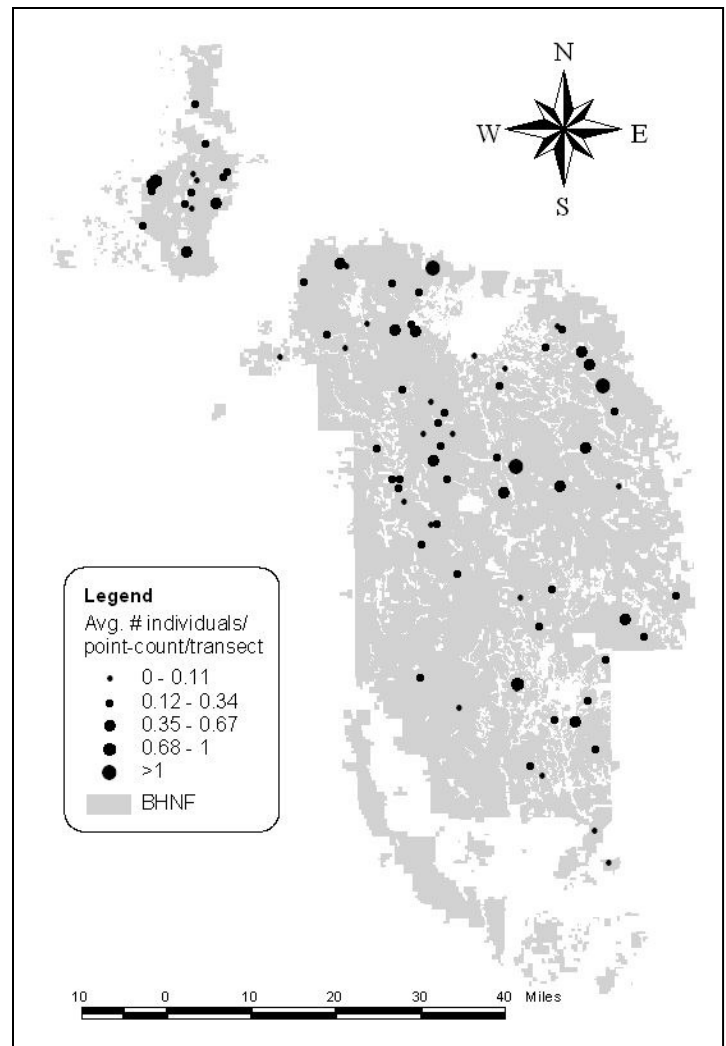 N
W E
S
Legend
Avg. # individuals/
point-count/transect
0 - 0.11
0.12 - 0.34
0.35 - 0.67
0.68 - 1
>1
BHNF
10 0 10 20 30 40 Miles